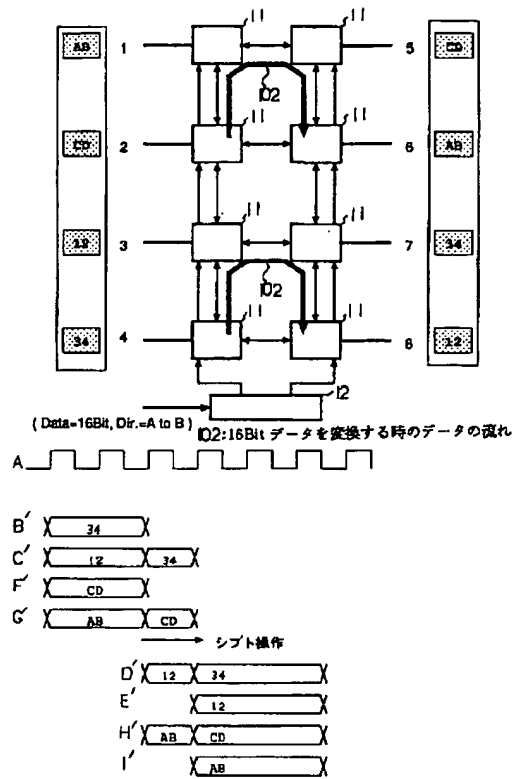 11 11
AB 1 5 CD
102
11 11
CD 2 6 AB
11 11
12 3 7 34
102
11 11
34 4 8 12
12
( Data=16Bit, Dir.=A to B )
102:16Bit データを変換する時のデータの流れ
A
B′ 34
C′ 12 34
F′ CD
G′ AB CD
シフト操作
D′ 12 34
E′ 12
H′ AB CD
I′ AB